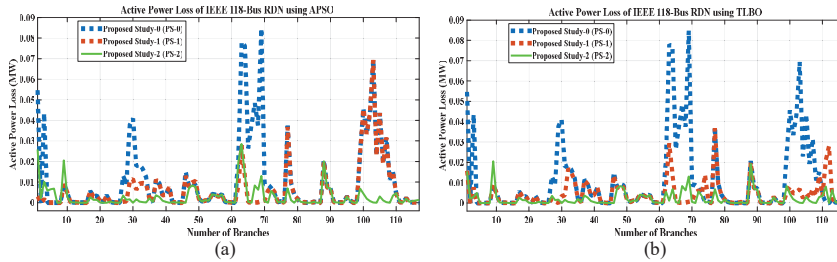 Active Power Loss of IEEE 118-Bus RDN using APSO
Proposed Study-0 (PS-0)
Proposed Study-1 (PS-1)
Proposed Study-2 (PS-2)
Active Power Loss (MW)
0.09
0.08
0.07
0.06
0.05
0.04
0.03
0.02
0.01
0
10 20 30 40 50 60 70 80 90 100 110
Number of Branches
(a)
Active Power Loss of IEEE 118-Bus RDN using TLBO
Proposed Study-0 (PS-0)
Proposed Study-1 (PS-1)
Proposed Study-2 (PS-2)
Active Power Loss (MW)
0.09
0.08
0.07
0.06
0.05
0.04
0.03
0.02
0.01
0
10 20 30 40 50 60 70 80 90 100 110
Number of Branches
(b)